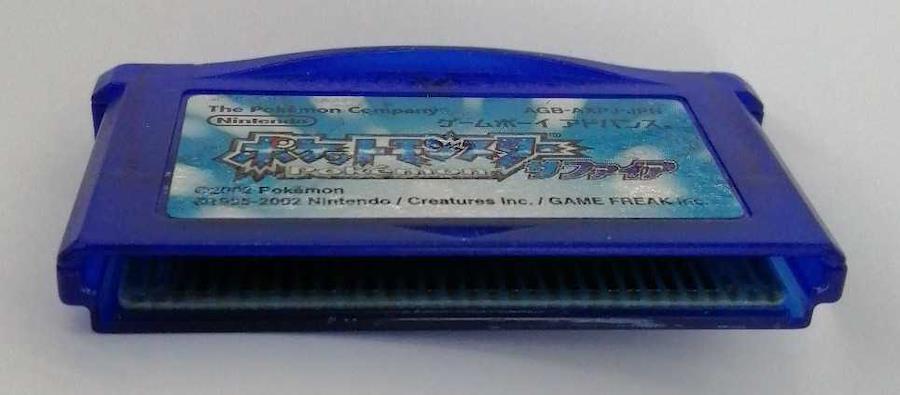 The Pokémon Company AGB-AXPJ-JPN
Nintendo ゲームボーイ アドバンス
ポケットモンスター TM
Pokémon サファイア
©2002 Pokémon
©1995-2002 Nintendo / Creatures Inc. / GAME FREAK inc.